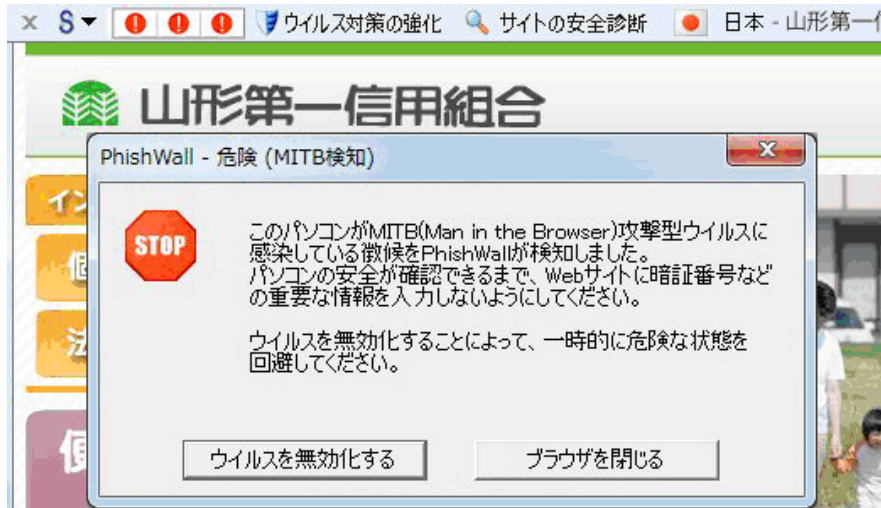 × S▼ ウイルス対策の強化 サイトの安全診断 日本 - 山形第一
山形第一信用組合
PhishWall - 危険 (MITB検知)
イン
個
法
便
STOP
このパソコンがMITB(Man in the Browser)攻撃型ウイルスに
感染している徴候をPhishWallが検知しました。
パソコンの安全が確認できるまで、Webサイトに暗証番号など
の重要な情報を入力しないようにしてください。
ウイルスを無効化することによって、一時的に危険な状態を
回避してください。
ウイルスを無効化する ブラウザを閉じる